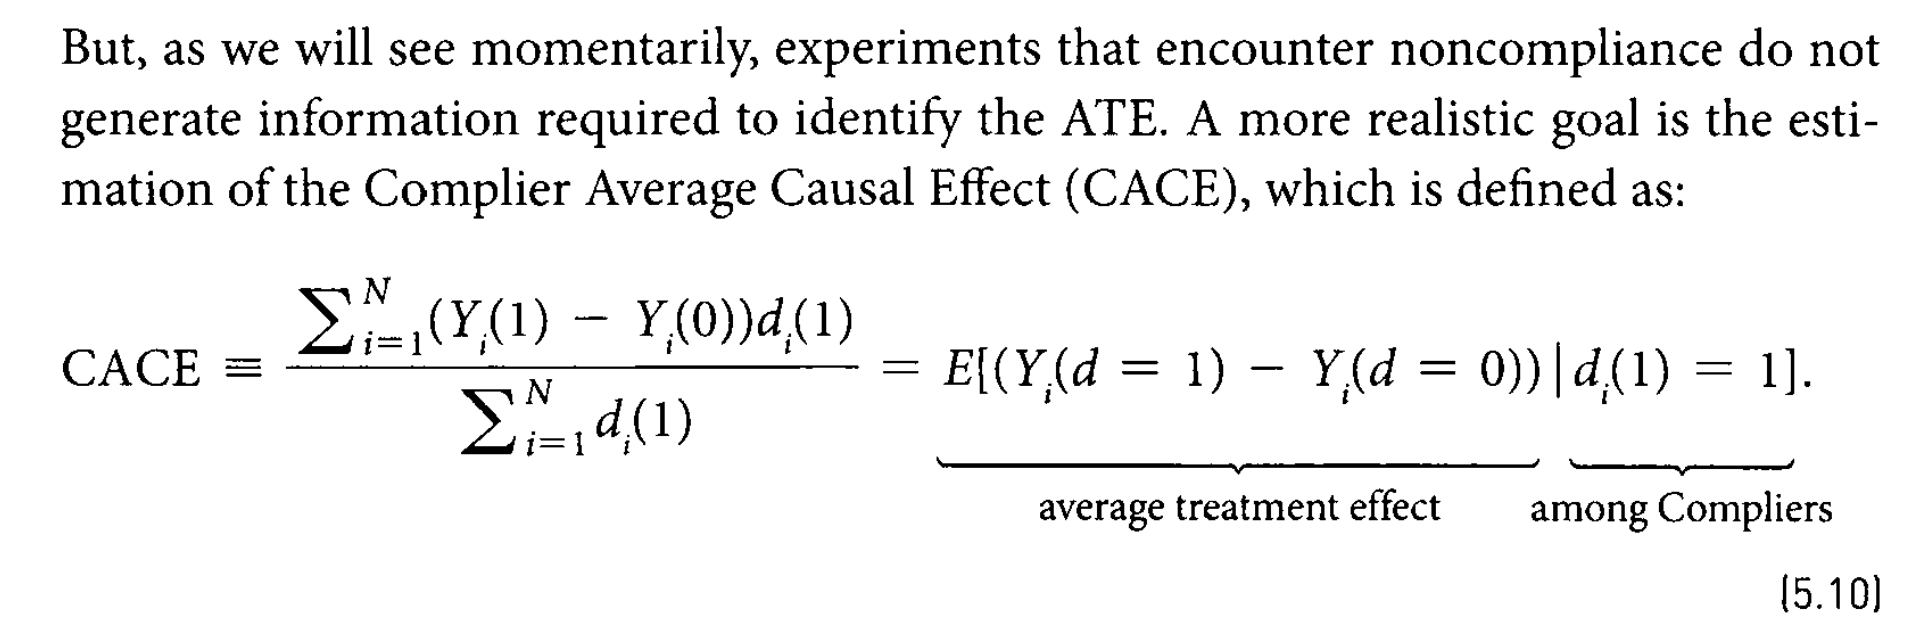 But, as we will see momentarily, experiments that encounter noncompliance do not
generate information required to identify the ATE. A more realistic goal is the esti-
mation of the Complier Average Causal Effect (CACE), which is defined as:
CACE ≡ \frac{\sum_{i=1}^{N} (Y_i(1) − Y_i(0))d_i(1)}{\sum_{i=1}^{N} d_i(1)} = E[(Y_i(d = 1) − Y_i(d = 0))|d_i(1) = 1].
average treatment effect among Compliers
(5.10)